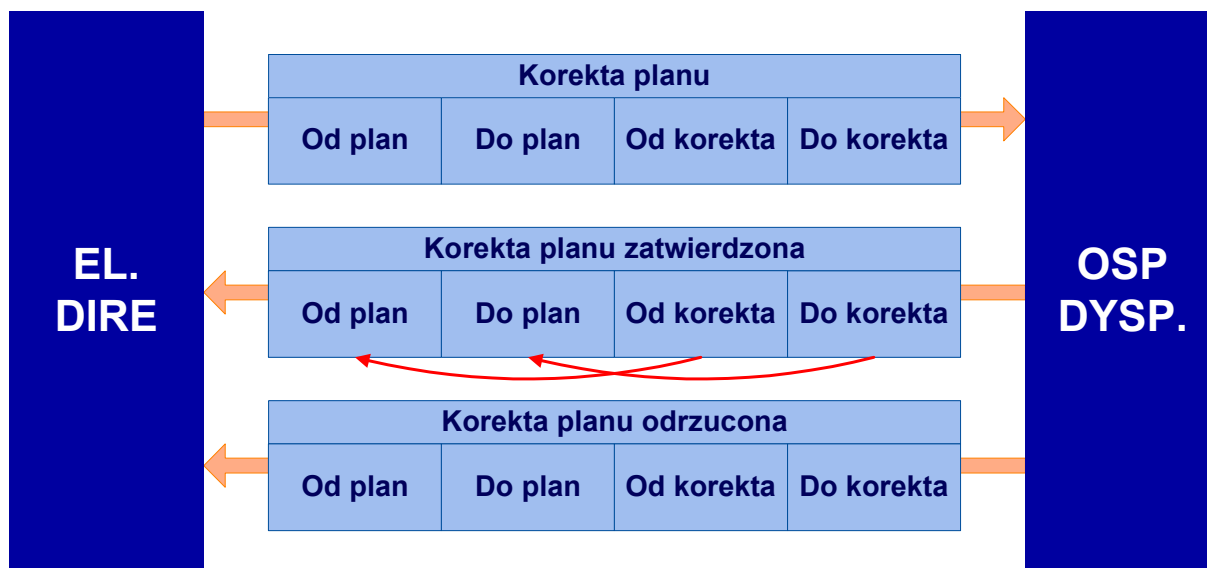 EL.
DIRE
Korekta planu
Od plan Do plan Od korekta Do korekta
Korekta planu zatwierdzona
Od plan Do plan Od korekta Do korekta
Korekta planu odrzucona
Od plan Do plan Od korekta Do korekta
OSP
DYSP.